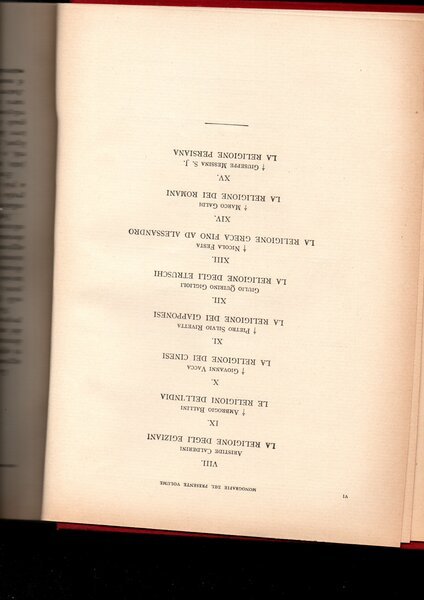 VI
MONOGRAFIE DEL PRESENTE VOLUME
VIII.
ARISTIDE CALDERINI
LA RELIGIONE DEGLI EGIZIANI
IX.
† AMBROGIO BALLINI
LE RELIGIONI DELL'INDIA
X.
† GIOVANNI VACCA
LA RELIGIONE DEI CINESI
XI.
† PIETRO SILVIO RIVETTA
LA RELIGIONE DEI GIAPPONESI
XII.
GIULIO QUIRINO GIGLIOLI
LA RELIGIONE DEGLI ETRUSCHI
XIII.
† NICOLA FESTA
LA RELIGIONE GRECA FINO AD ALESSANDRO
XIV.
† MARCO GALDI
LA RELIGIONE DEI ROMANI
XV.
† GIUSEPPE MESSINA S. J.
LA RELIGIONE PERSIANA